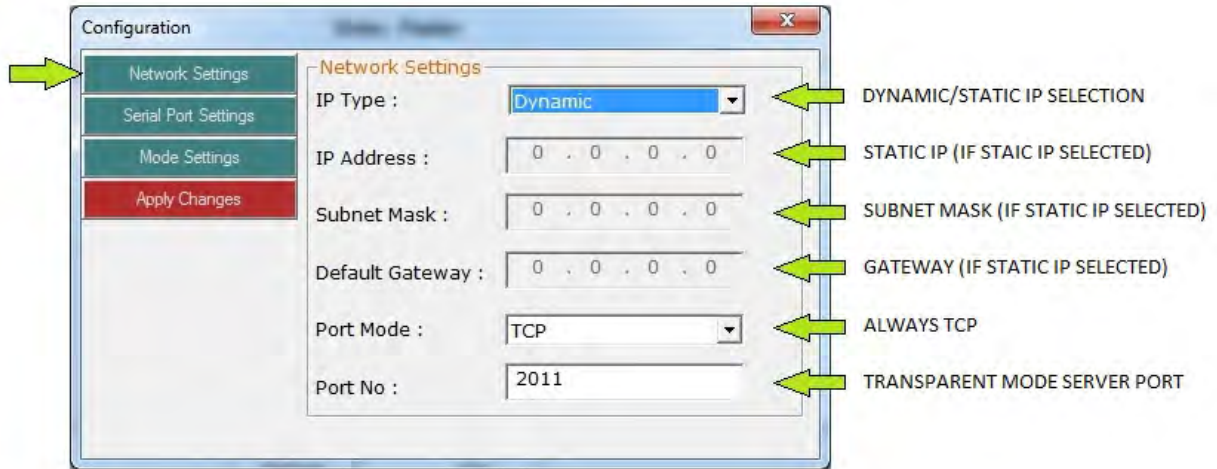 Configuration
Network Settings
Serial Port Settings
Mode Settings
Apply Changes
Network Settings
IP Type : Dynamic
IP Address : 0 . 0 . 0 . 0
Subnet Mask : 0 . 0 . 0 . 0
Default Gateway : 0 . 0 . 0 . 0
Port Mode : TCP
Port No : 2011
DYNAMIC/STATIC IP SELECTION
STATIC IP (IF STAIC IP SELECTED)
SUBNET MASK (IF STATIC IP SELECTED)
GATEWAY (IF STATIC IP SELECTED)
ALWAYS TCP
TRANSPARENT MODE SERVER PORT